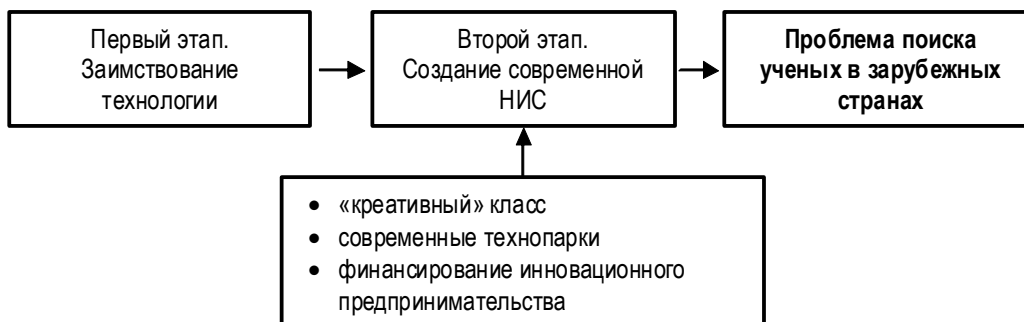 Первый этап.
Заимствование
технологии
Второй этап.
Создание современной
НИС
Проблема поиска
ученых в зарубежных
странах
• «креативный» класс
• современные технопарки
• финансирование инновационного
предпринимательства